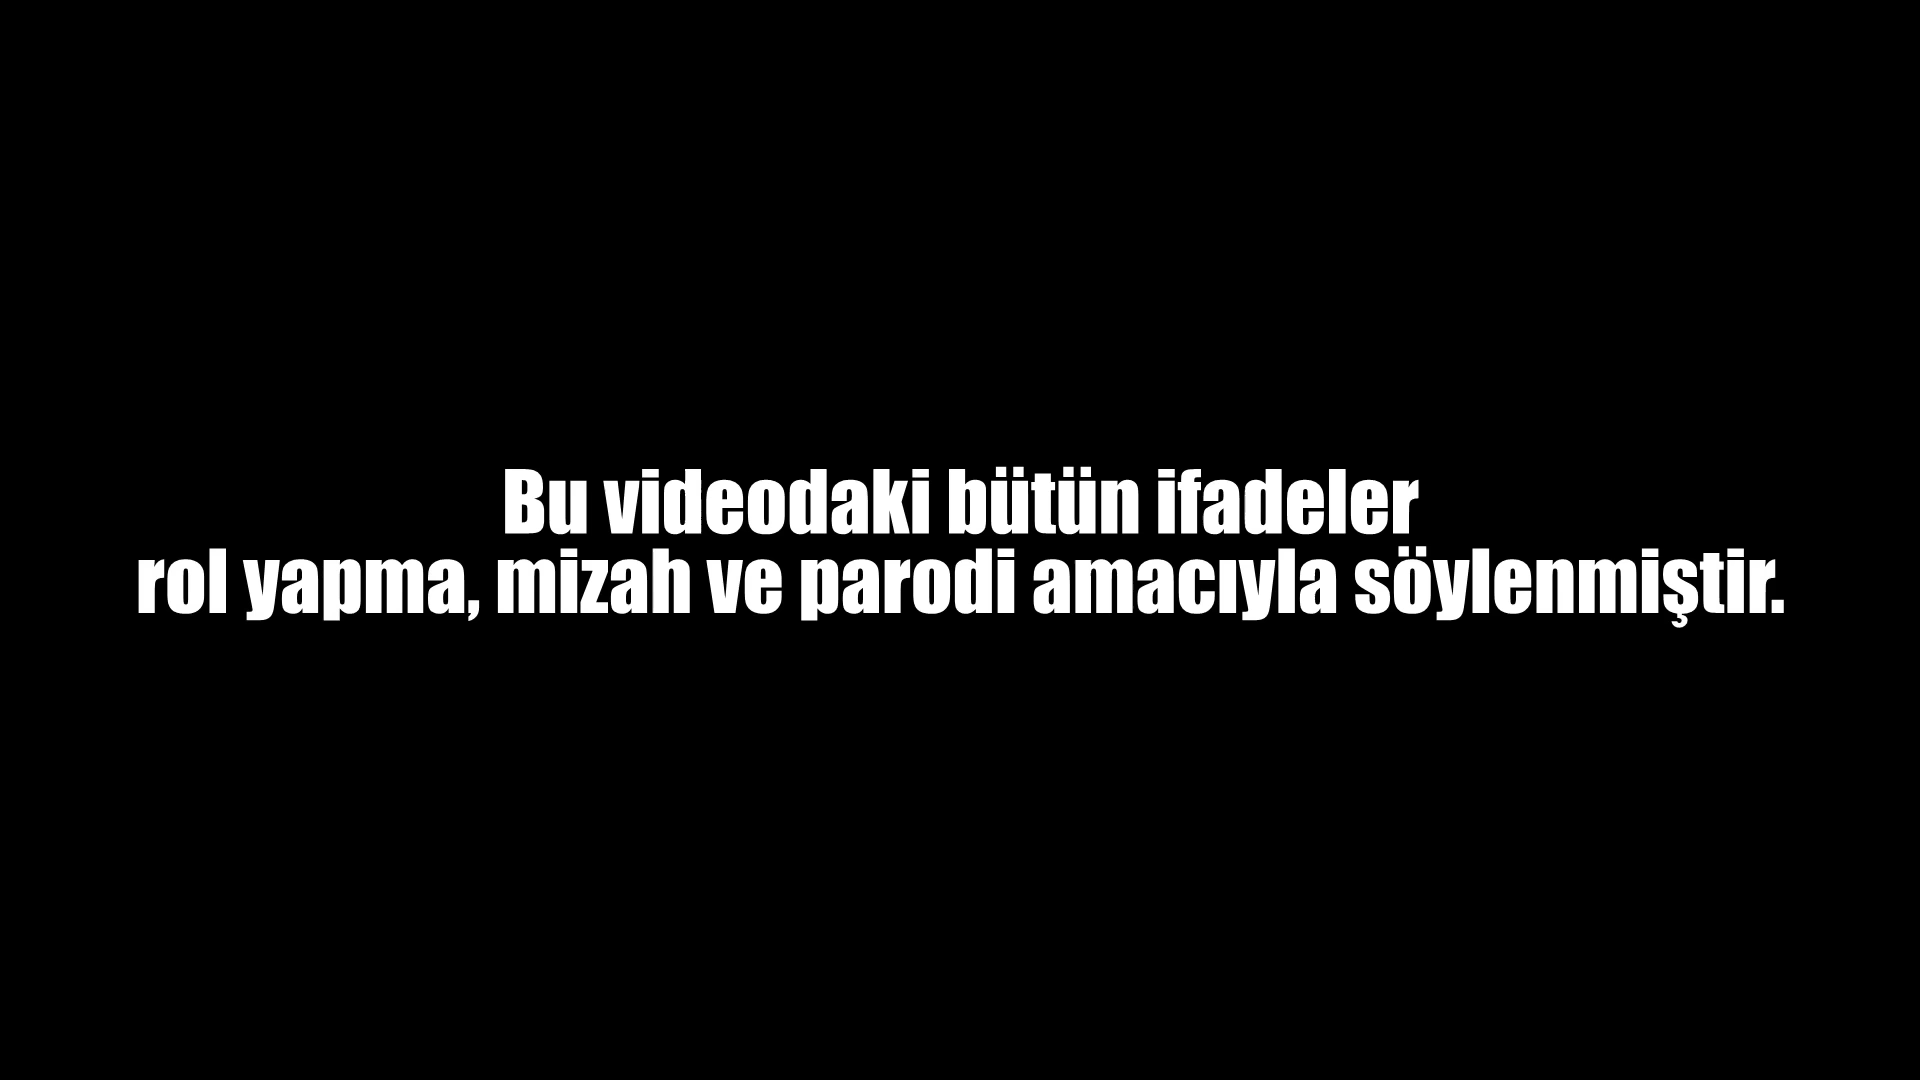 Bu videodaki bütün ifadeler
rol yapma, mizah ve parodi amacıyla söylenmiştir.